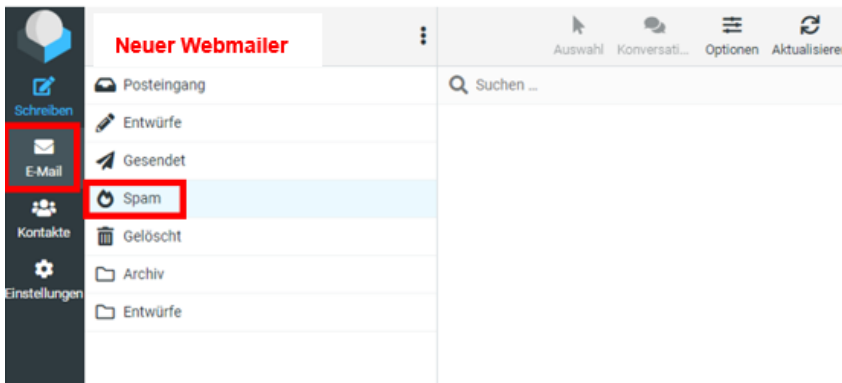 Neuer Webmailer
Auswahl
Konversati...
Optionen
Aktualisiere
Schreiben
E-Mail
Kontakte
Einstellungen
Posteingang
Entwürfe
Gesendet
Spam
Gelöscht
Archiv
Entwürfe
Suchen ...